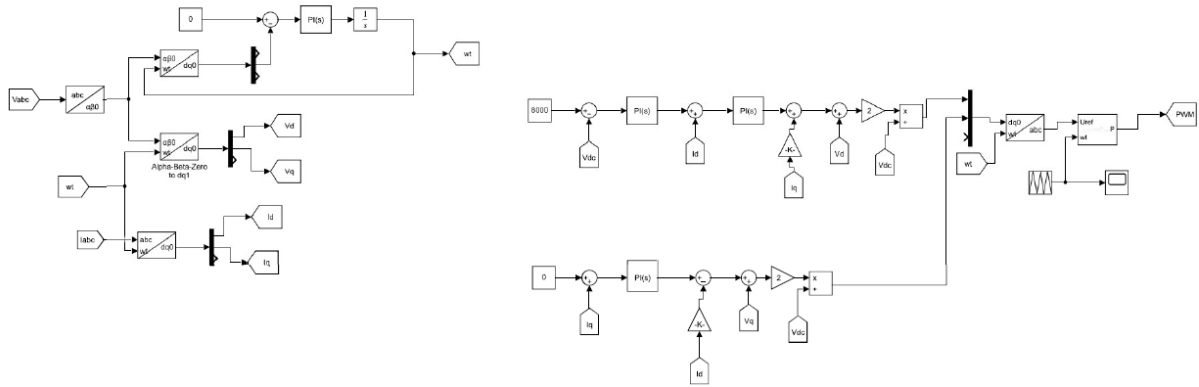 0
PI(s)
1
s
wt
αβ0
wt
dq0
Vabc
abc
αβ0
αβ0
wt
dq0
Alpha-Beta-Zero
to dq1
Vd
Vq
wt
Iabc
abc
wt
dq0
Id
Iq
8000
PI(s)
PI(s)
2
x
÷
Vdc
Id
-K-
Iq
Vd
Vdc
dq0
wt
abc
wt
Uref
wt
P
PWM
0
PI(s)
2
x
÷
Iq
-K-
Id
Vq
Vdc